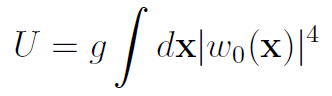 U = g ∫ d𝐱|w₀(𝐱)|⁴